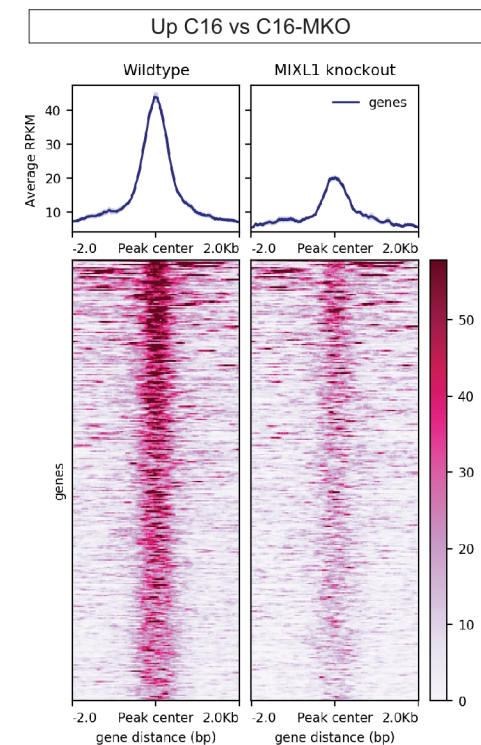 Up C16 vs C16-MKO
Wildtype
MIXL1 knockout
genes
Average RPKM
40
30
20
10
-2.0 Peak center 2.0Kb
-2.0 Peak center 2.0Kb
genes
50
40
30
20
10
0
-2.0 Peak center 2.0Kb
-2.0 Peak center 2.0Kb
gene distance (bp)
gene distance (bp)